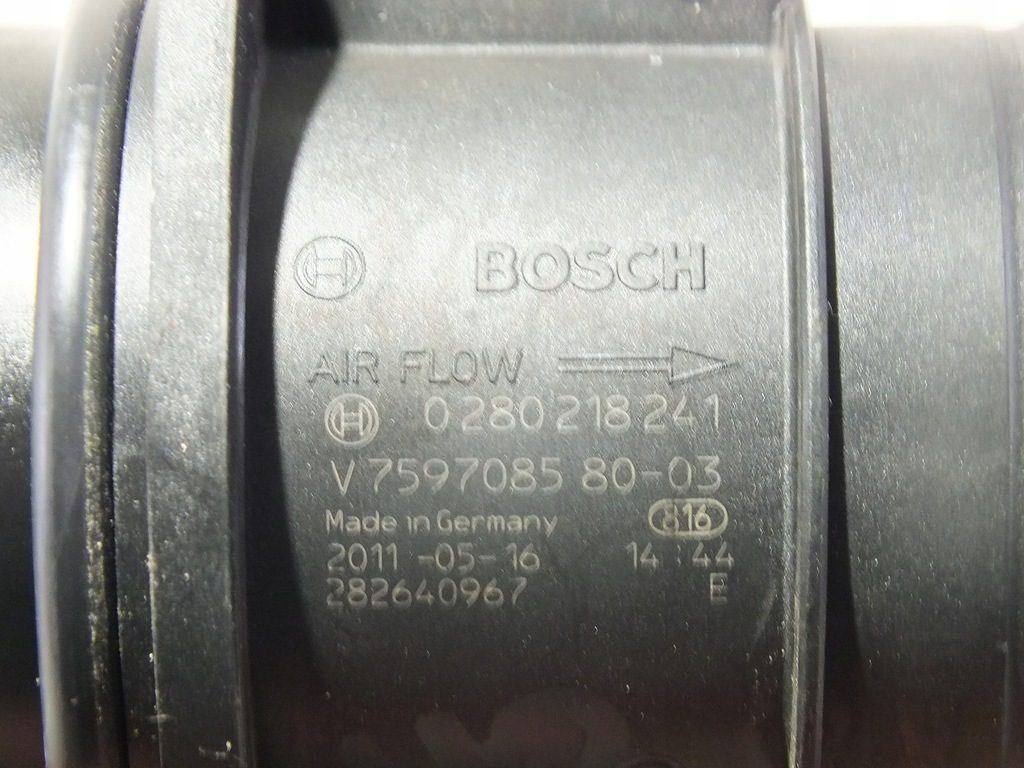 BOSCH
AIR FLOW
0 280 218 241
V 7597085 80-03
Made in Germany 816
2011 -05- 16 14 : 44
282640967 E